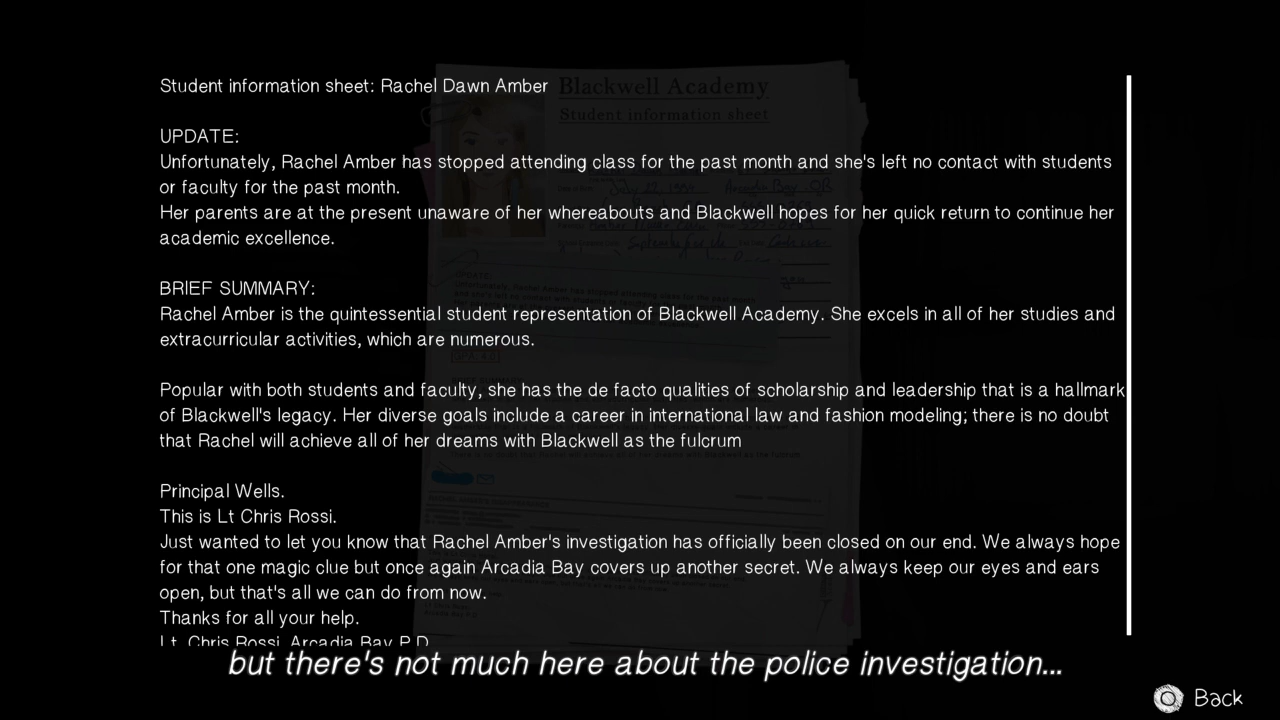 Student information sheet: Rachel Dawn Amber
Blackwell Academy
Student information sheet
UPDATE:
Unfortunately, Rachel Amber has stopped attending class for the past month and she's left no contact with students
or faculty for the past month.
Her parents are at the present unaware of her whereabouts and Blackwell hopes for her quick return to continue her
academic excellence.
BRIEF SUMMARY:
Rachel Amber is the quintessential student representation of Blackwell Academy. She excels in all of her studies and
extracurricular activities, which are numerous.
Popular with both students and faculty, she has the de facto qualities of scholarship and leadership that is a hallmark
of Blackwell's legacy. Her diverse goals include a career in international law and fashion modeling; there is no doubt
that Rachel will achieve all of her dreams with Blackwell as the fulcrum
Principal Wells.
This is Lt Chris Rossi.
Just wanted to let you know that Rachel Amber's investigation has officially been closed on our end. We always hope
for that one magic clue but once again Arcadia Bay covers up another secret. We always keep our eyes and ears
open, but that's all we can do from now.
Thanks for all your help.
Lt. Chris Rossi, Arcadia Bay P.D
but there's not much here about the police investigation...
Back